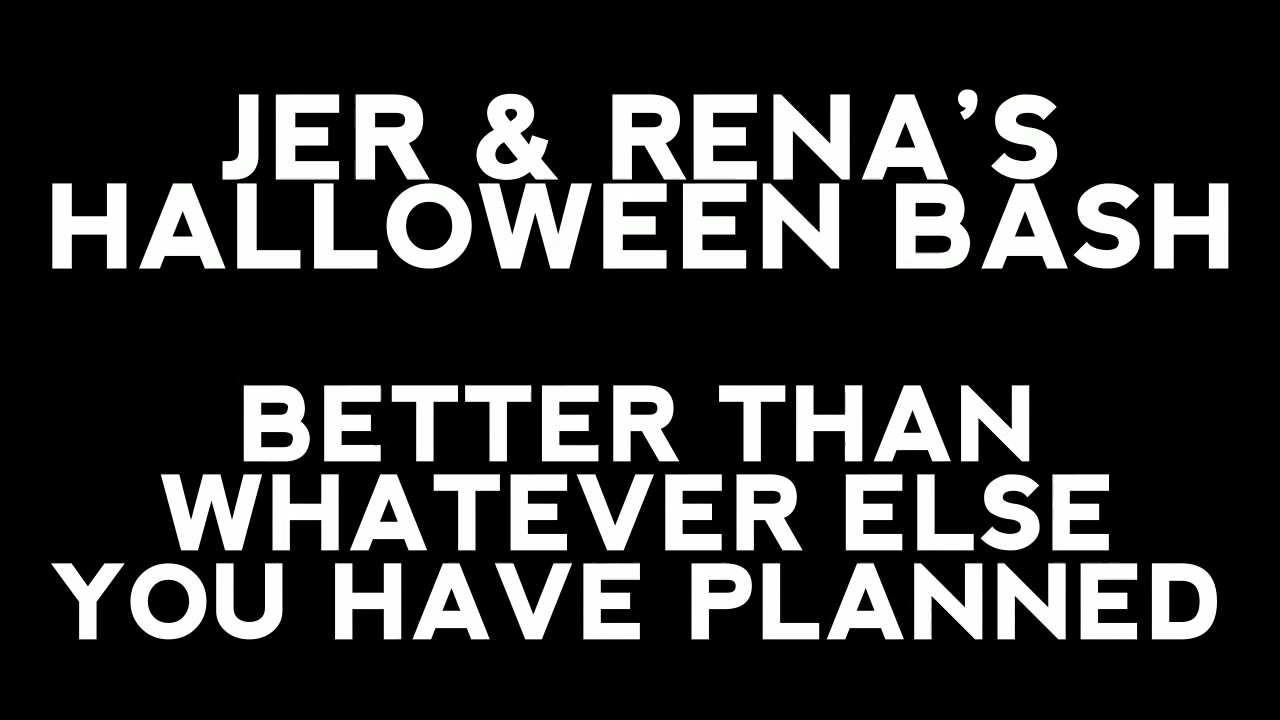 JER & RENA’S
HALLOWEEN BASH
BETTER THAN
WHATEVER ELSE
YOU HAVE PLANNED